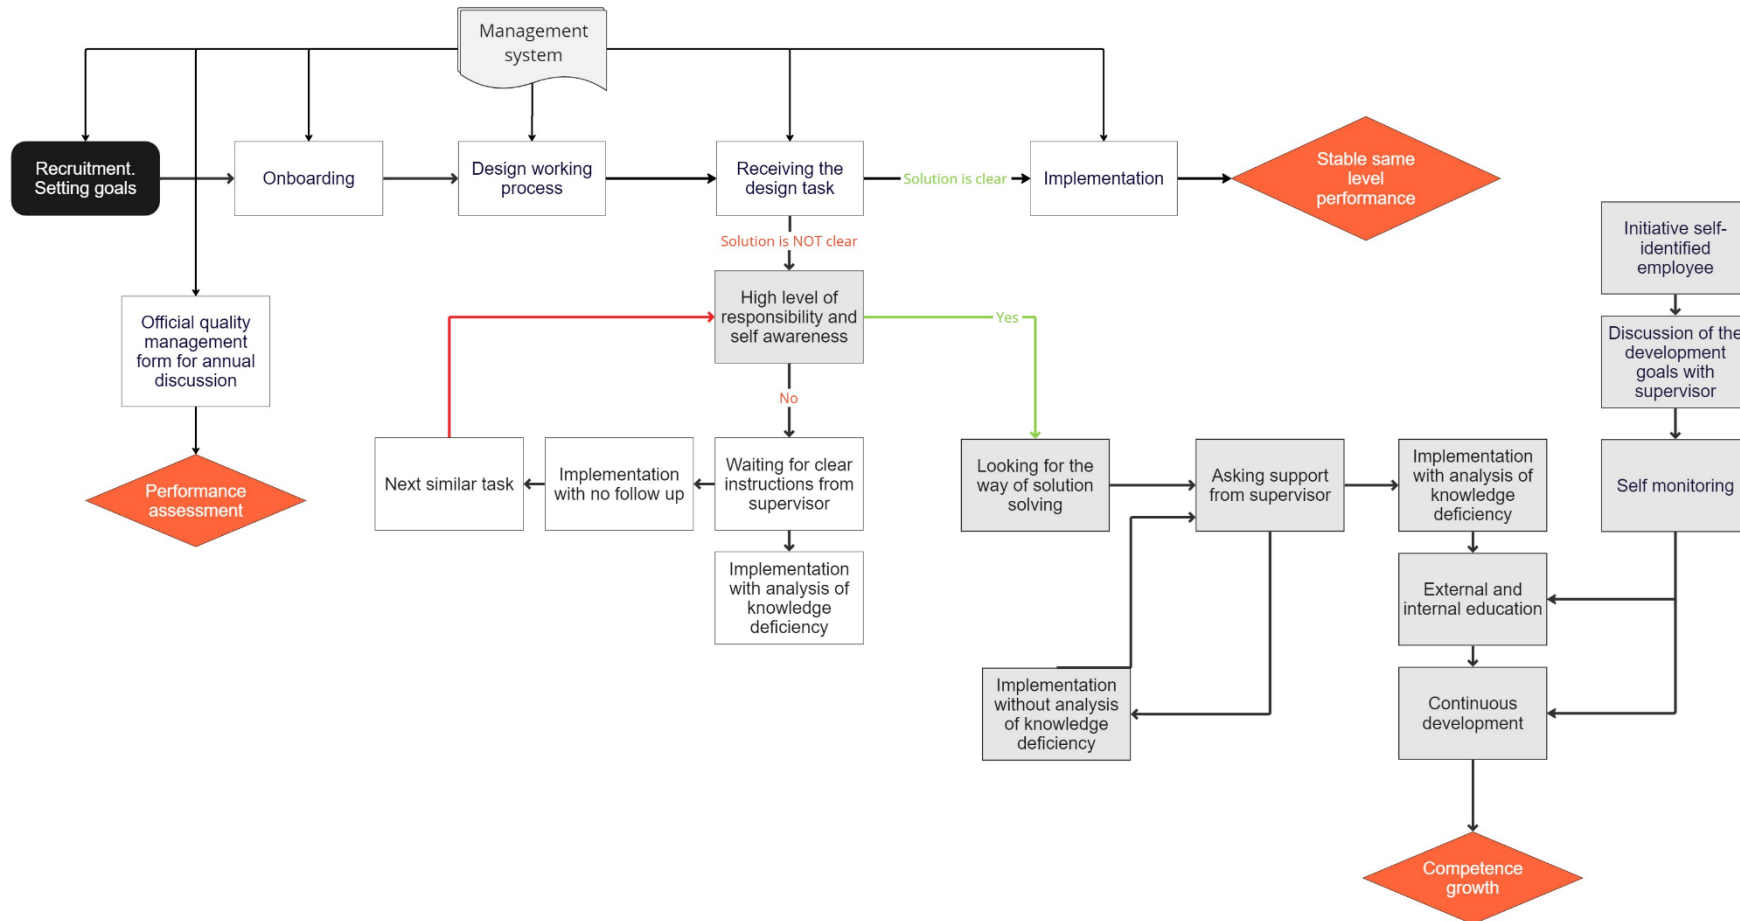 Management
system
Recruitment.
Setting goals
Onboarding
Design working
process
Receiving the
design task
Solution is clear
Implementation
Stable same
level
performance
Solution is NOT clear
Initiative self-
identified
employee
High level of
responsibility and
self awareness
Yes
Official quality
management
form for annual
discussion
Discussion of the
development
goals with
supervisor
No
Performance
assessment
Next similar task
Implementation
with no follow up
Waiting for clear
instructions from
supervisor
Looking for the
way of solution
solving
Asking support
from supervisor
Implementation
with analysis of
knowledge
deficiency
Self monitoring
Implementation
with analysis of
knowledge
deficiency
External and
internal education
Implementation
without analysis
of knowledge
deficiency
Continuous
development
Competence
growth